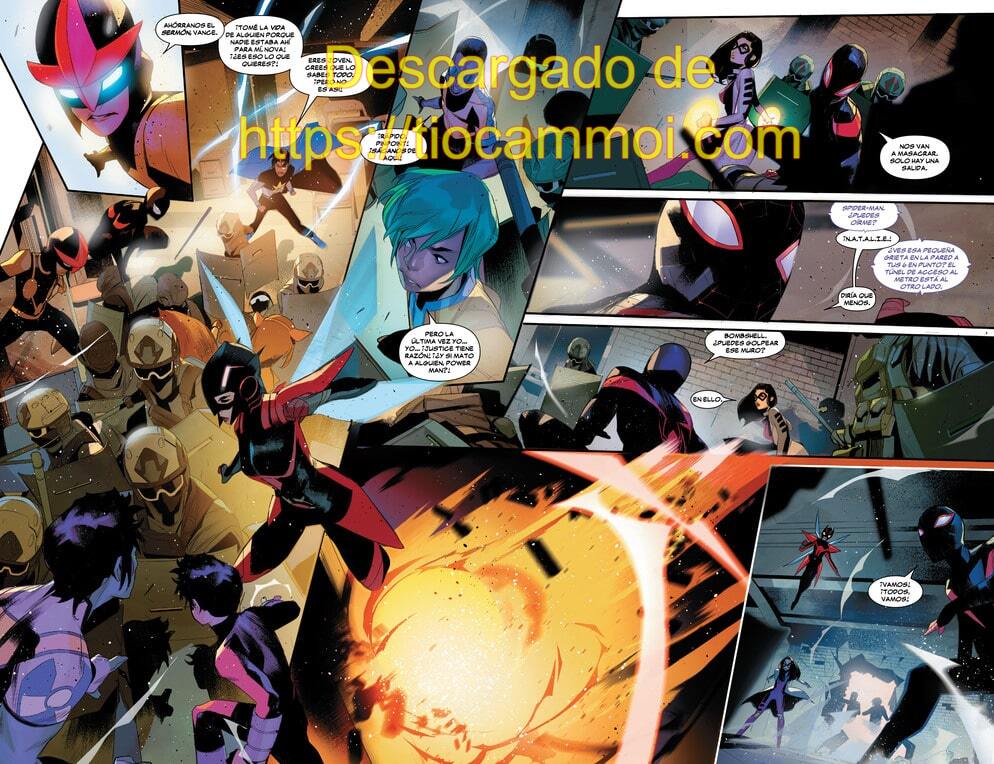 AHÓRRANOS EL
SERMÓN, VANCE.
¡TOMÉ LA VIDA
DE ALGUIEN PORQUE
NADIE ESTABA AHÍ
PARA MÍ, NOVA!
¿¡ES ESO LO QUE
QUIERES?!
ERES JOVEN,
CREES QUE LO
SABES TODO,
¡PERO NO
ES ASÍ!
¡RÁPIDO,
PINPOINT!
¡SÁCANOS DE
AQUÍ!
PERO LA
ÚLTIMA VEZ YO...
YO... ¡JUSTICE TIENE
RAZÓN! ¿¡Y SI MATO
A ALGUIEN, POWER
MAN?!
Descargado de
https://tiocammoi.com
NOS VAN
A MASACRAR.
SOLO HAY UNA
SALIDA.
SPIDER-MAN,
¿PUEDES
OÍRME?
¡N.A.T.A.L.I.E.!
¿VES ESA PEQUEÑA
GRIETA EN LA PARED A
TUS 6 EN PUNTO? EL
TÚNEL DE ACCESO AL
METRO ESTÁ AL
OTRO LADO.
DIRÍA QUE
MENOS.
BOMBSHELL,
¿PUEDES GOLPEAR
ESE MURO?
EN ELLO.
¡VAMOS!
¡TODOS,
VAMOS!